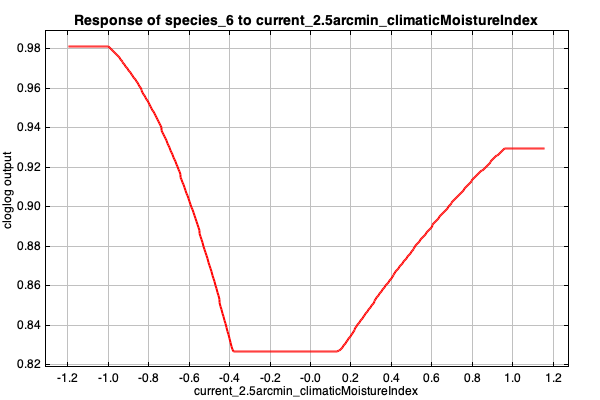 Response of species_6 to current_2.5arcmin_climaticMoistureIndex
0.98
0.96
0.94
0.92
0.90
0.88
0.86
0.84
0.82
cloglog output
-1.2 -1.0 -0.8 -0.6 -0.4 -0.2 -0.0 0.2 0.4 0.6 0.8 1.0 1.2
current_2.5arcmin_climaticMoistureIndex